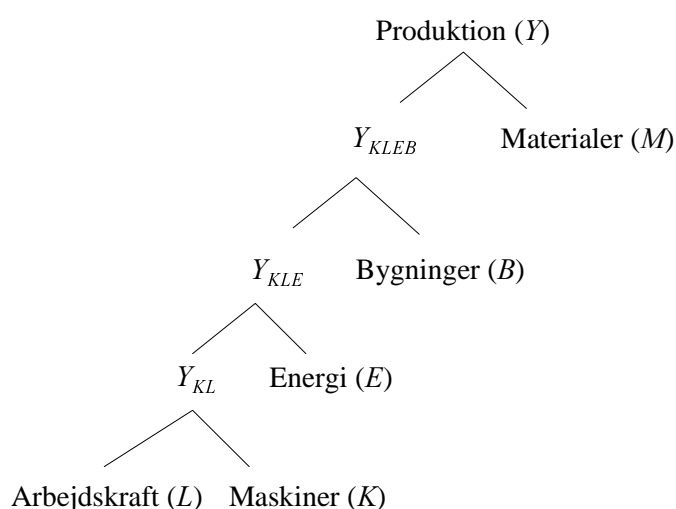 Produktion (Y)
Y_KLEB Materialer (M)
Y_KLE Bygninger (B)
Y_KL Energi (E)
Arbejdskraft (L) Maskiner (K)